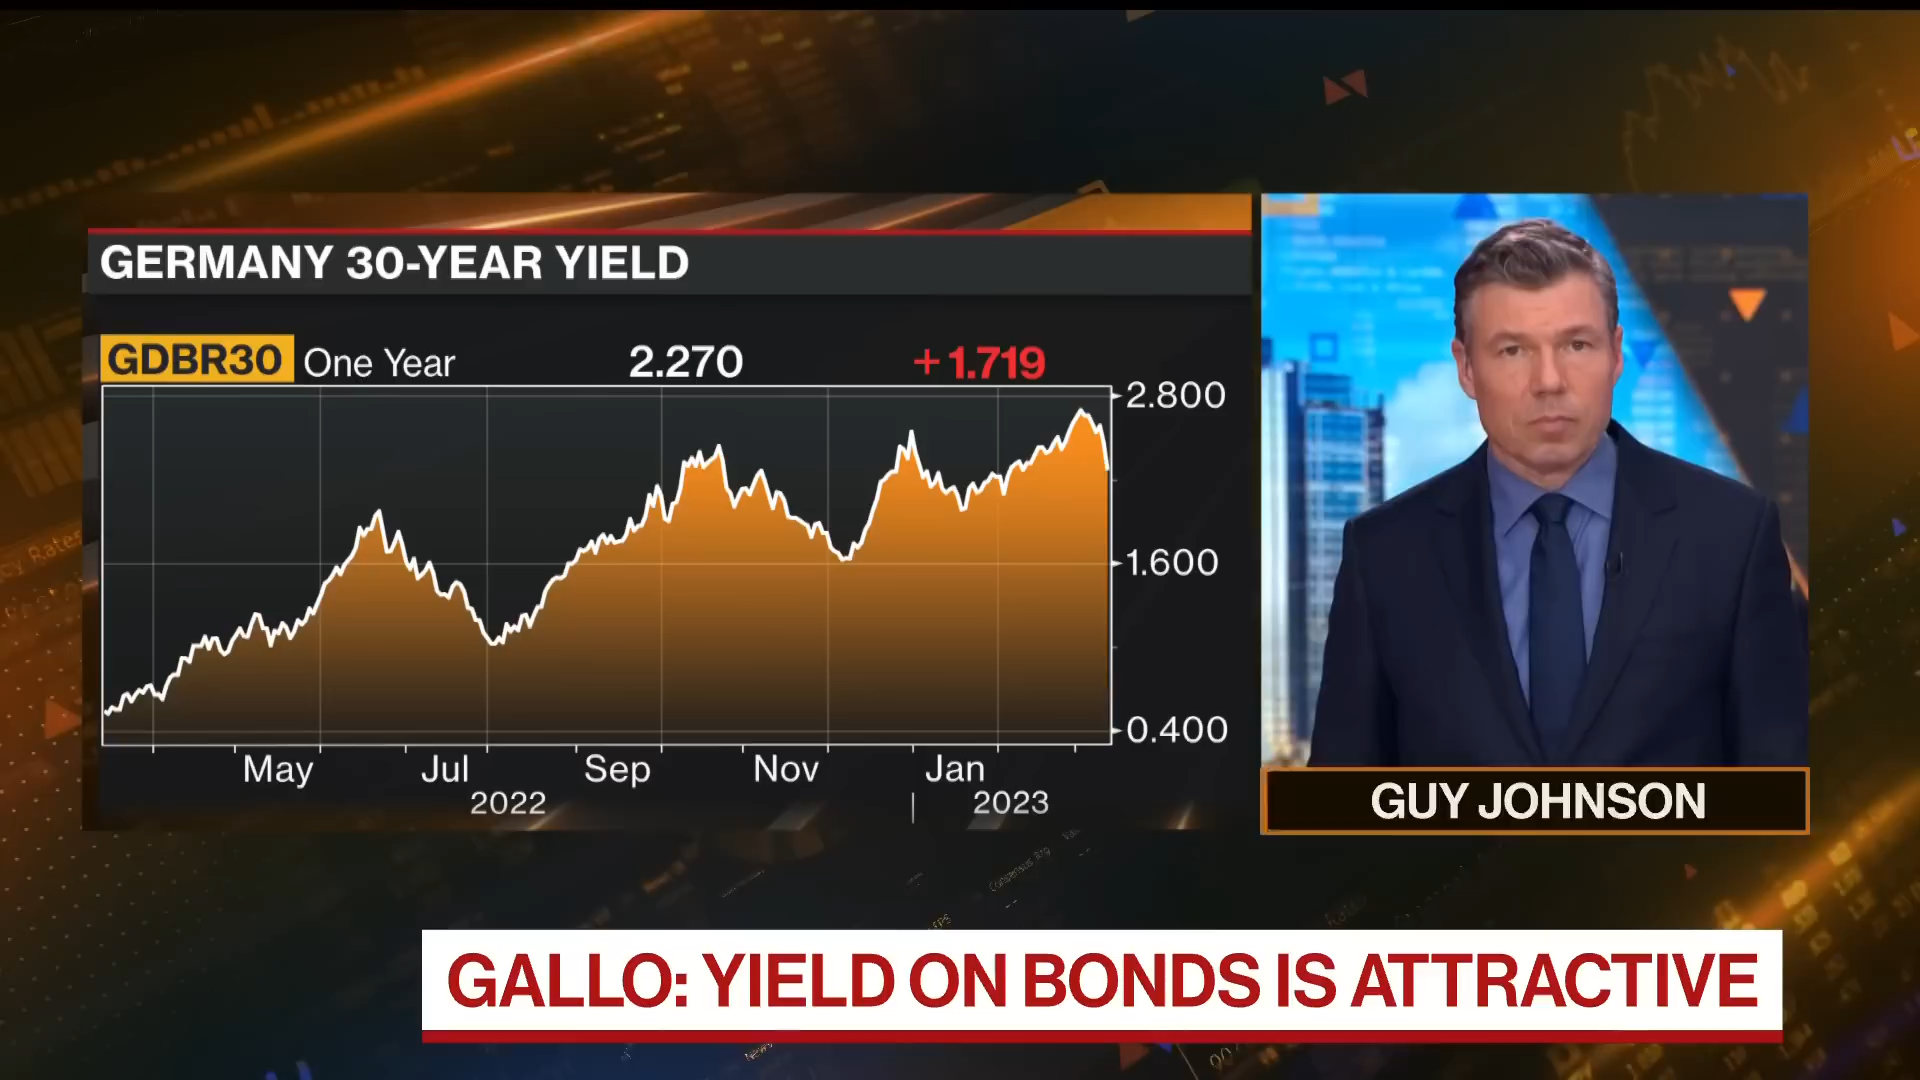 GERMANY 30-YEAR YIELD
GDBR30 One Year 2.270 +1.719
2.800
1.600
0.400
May Jul Sep Nov Jan
2022 2023
GUY JOHNSON
GALLO: YIELD ON BONDS IS ATTRACTIVE